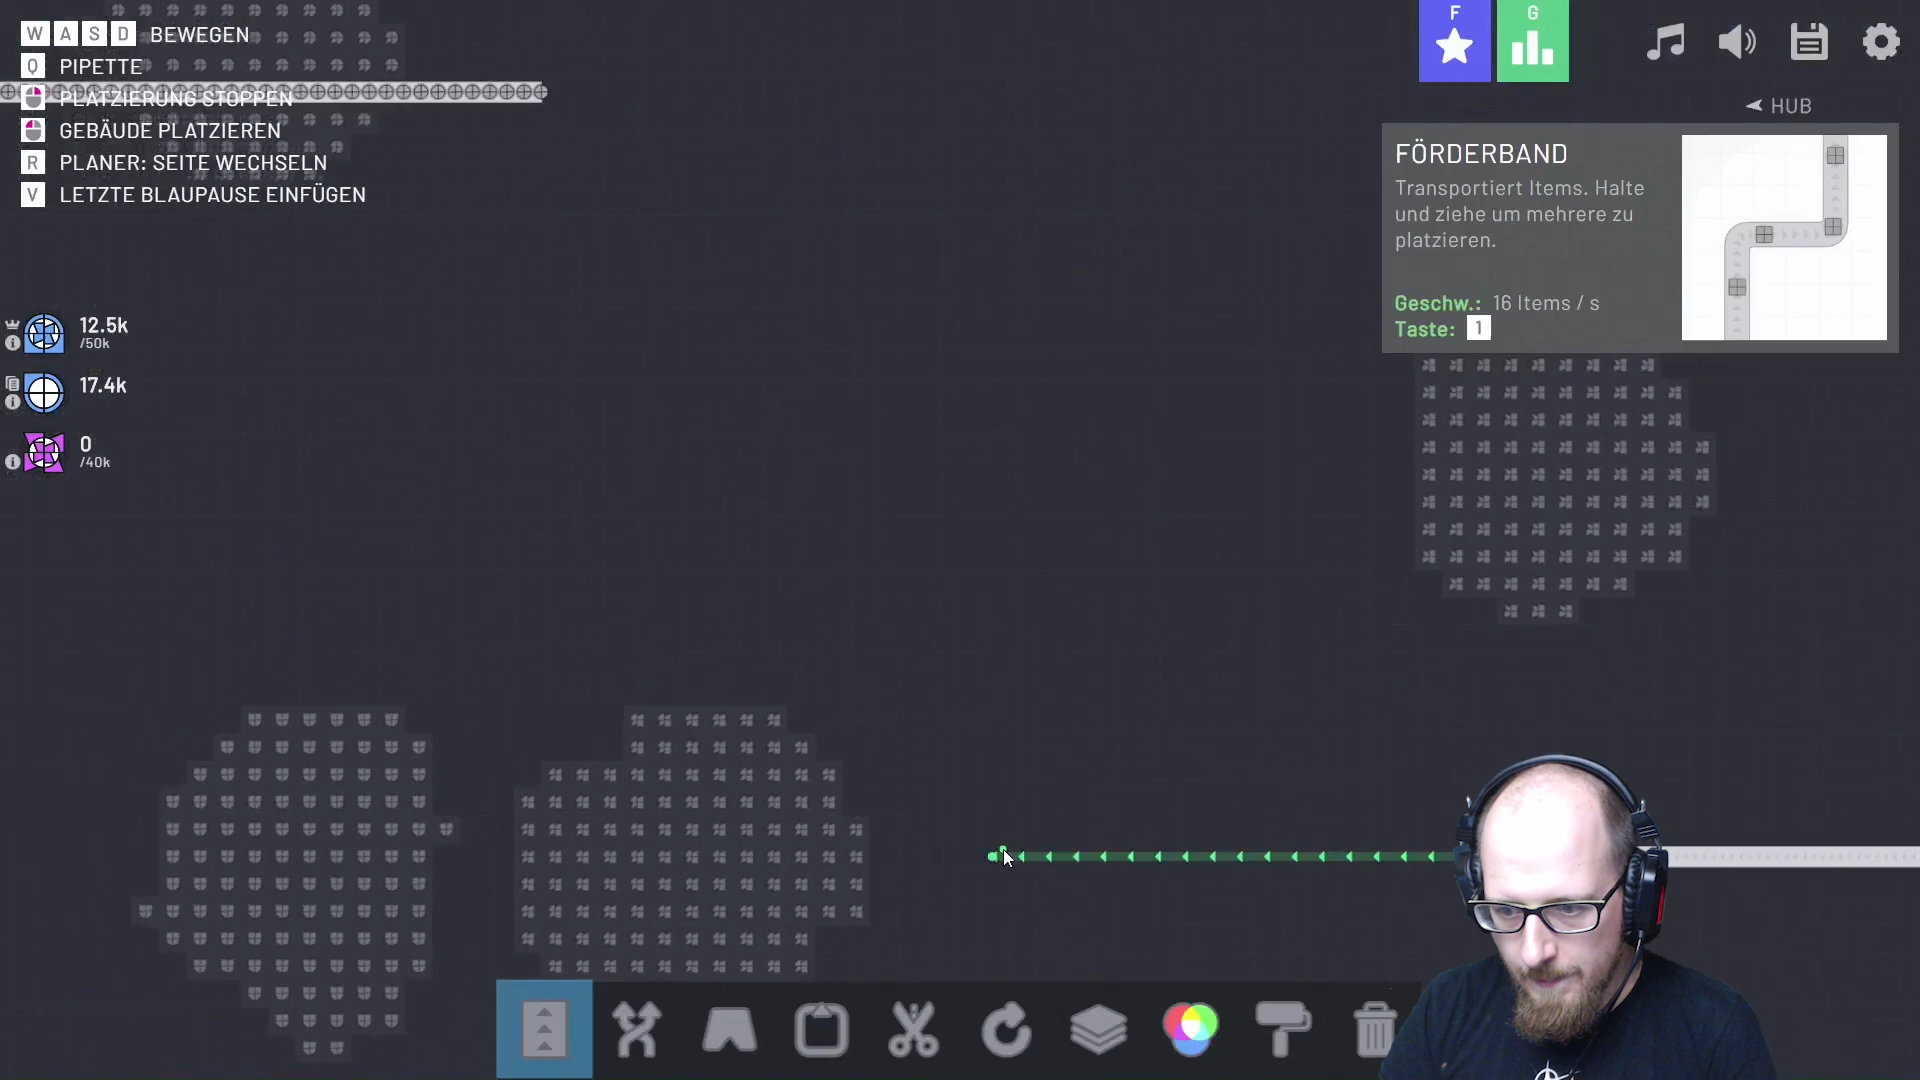 W A S D BEWEGEN
Q PIPETTE
PLATZIERUNG STOPPEN
GEBÄUDE PLATZIEREN
R PLANER: SEITE WECHSELN
V LETZTE BLAUPAUSE EINFÜGEN
F G
HUB
FÖRDERBAND
Transportiert Items. Halte
und ziehe um mehrere zu
platzieren.
Geschw.: 16 Items / s
Taste: 1
12.5k
/50k
17.4k
0
/40k